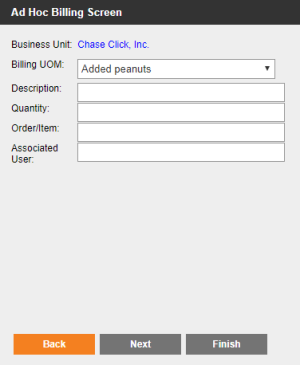 Ad Hoc Billing Screen
Business Unit: Chase Click, Inc.
Billing UOM: Added peanuts
Description:
Quantity:
Order/Item:
Associated
User:
Back Next Finish